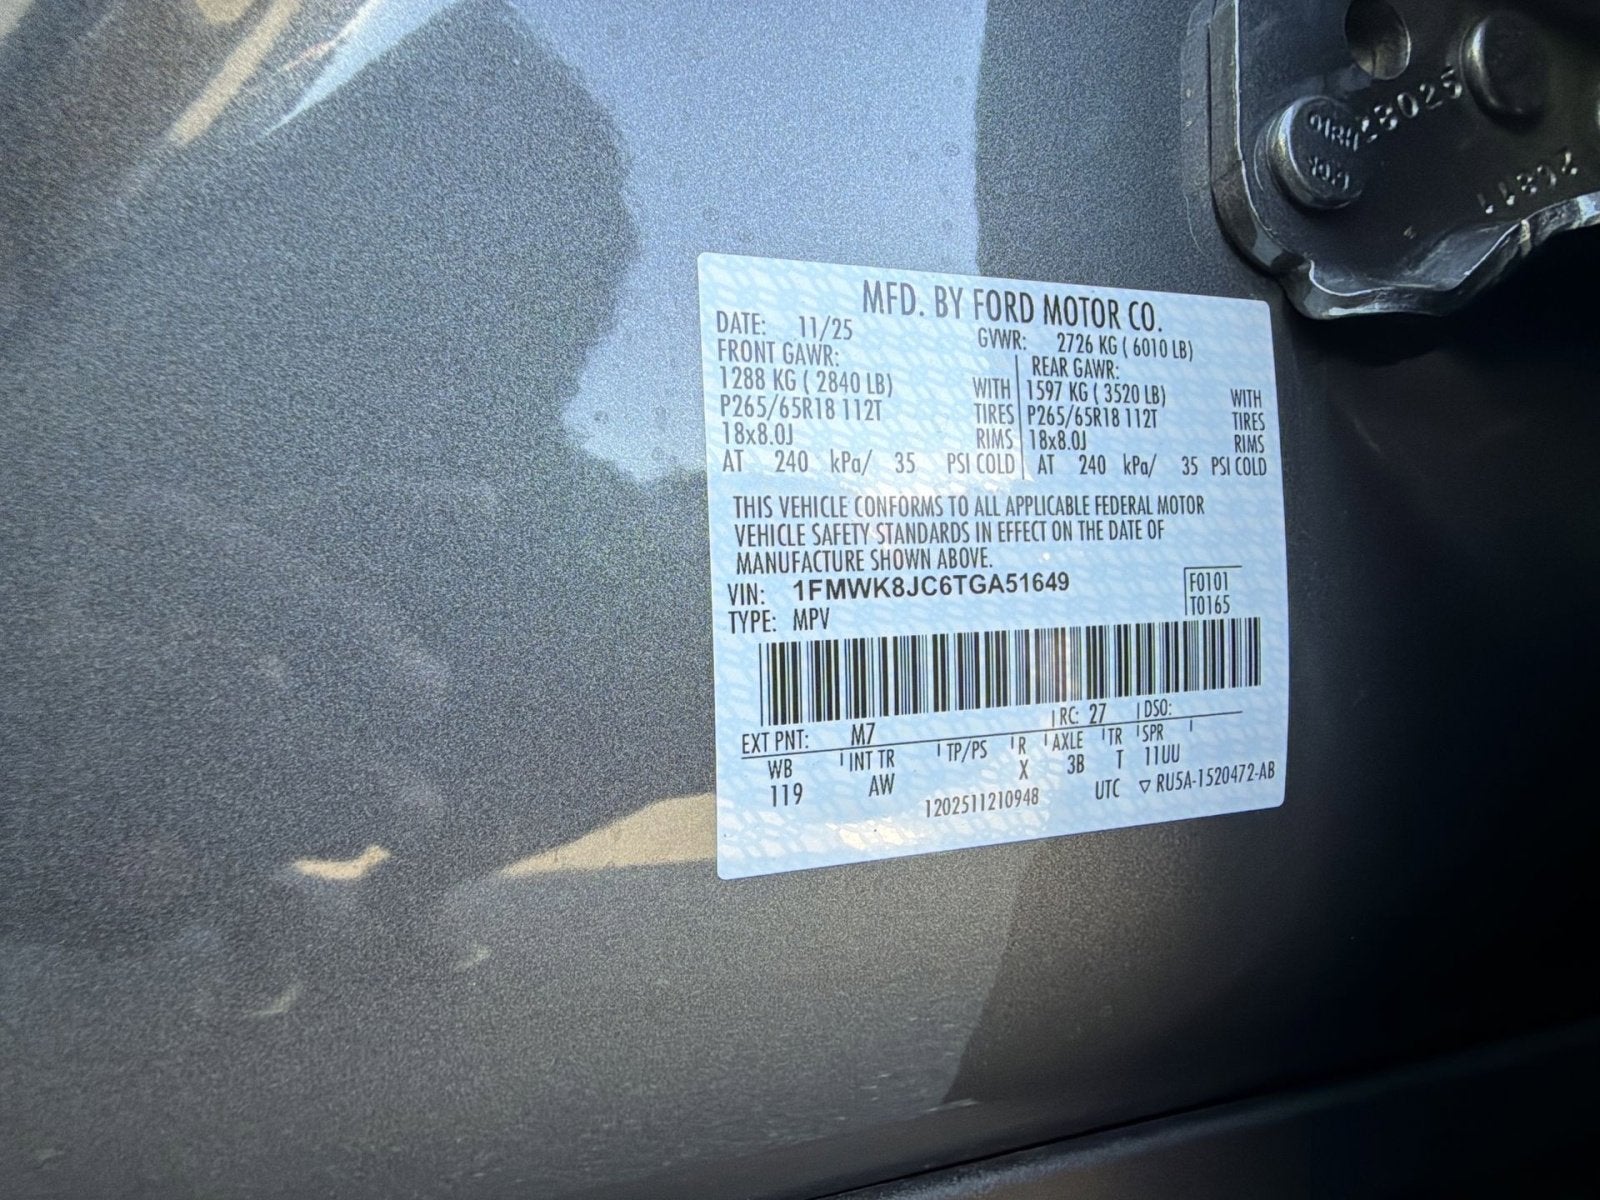 18025
11872
MFD. BY FORD MOTOR CO.
DATE: 11/25 GVWR: 2726 KG ( 6010 LB)
FRONT GAWR: REAR GAWR:
1288 KG ( 2840 LB) WITH 1597 KG ( 3520 LB) WITH
P265/65R18 112T TIRES P265/65R18 112T TIRES
18x8.0J RIMS 18x8.0J RIMS
AT 240 kPa/ 35 PSI COLD AT 240 kPa/ 35 PSI COLD
THIS VEHICLE CONFORMS TO ALL APPLICABLE FEDERAL MOTOR
VEHICLE SAFETY STANDARDS IN EFFECT ON THE DATE OF
MANUFACTURE SHOWN ABOVE.
VIN: 1FMWK8JC6TGA51649 F0101
TYPE: MPV T0165
EXT PNT: M7 RC: 27 DSO:
WB INT TR TP/PS R AXLE TR SPR
119 AW X 3B T 11UU
1202511210948 UTC ▽ RU5A-1520472-AB